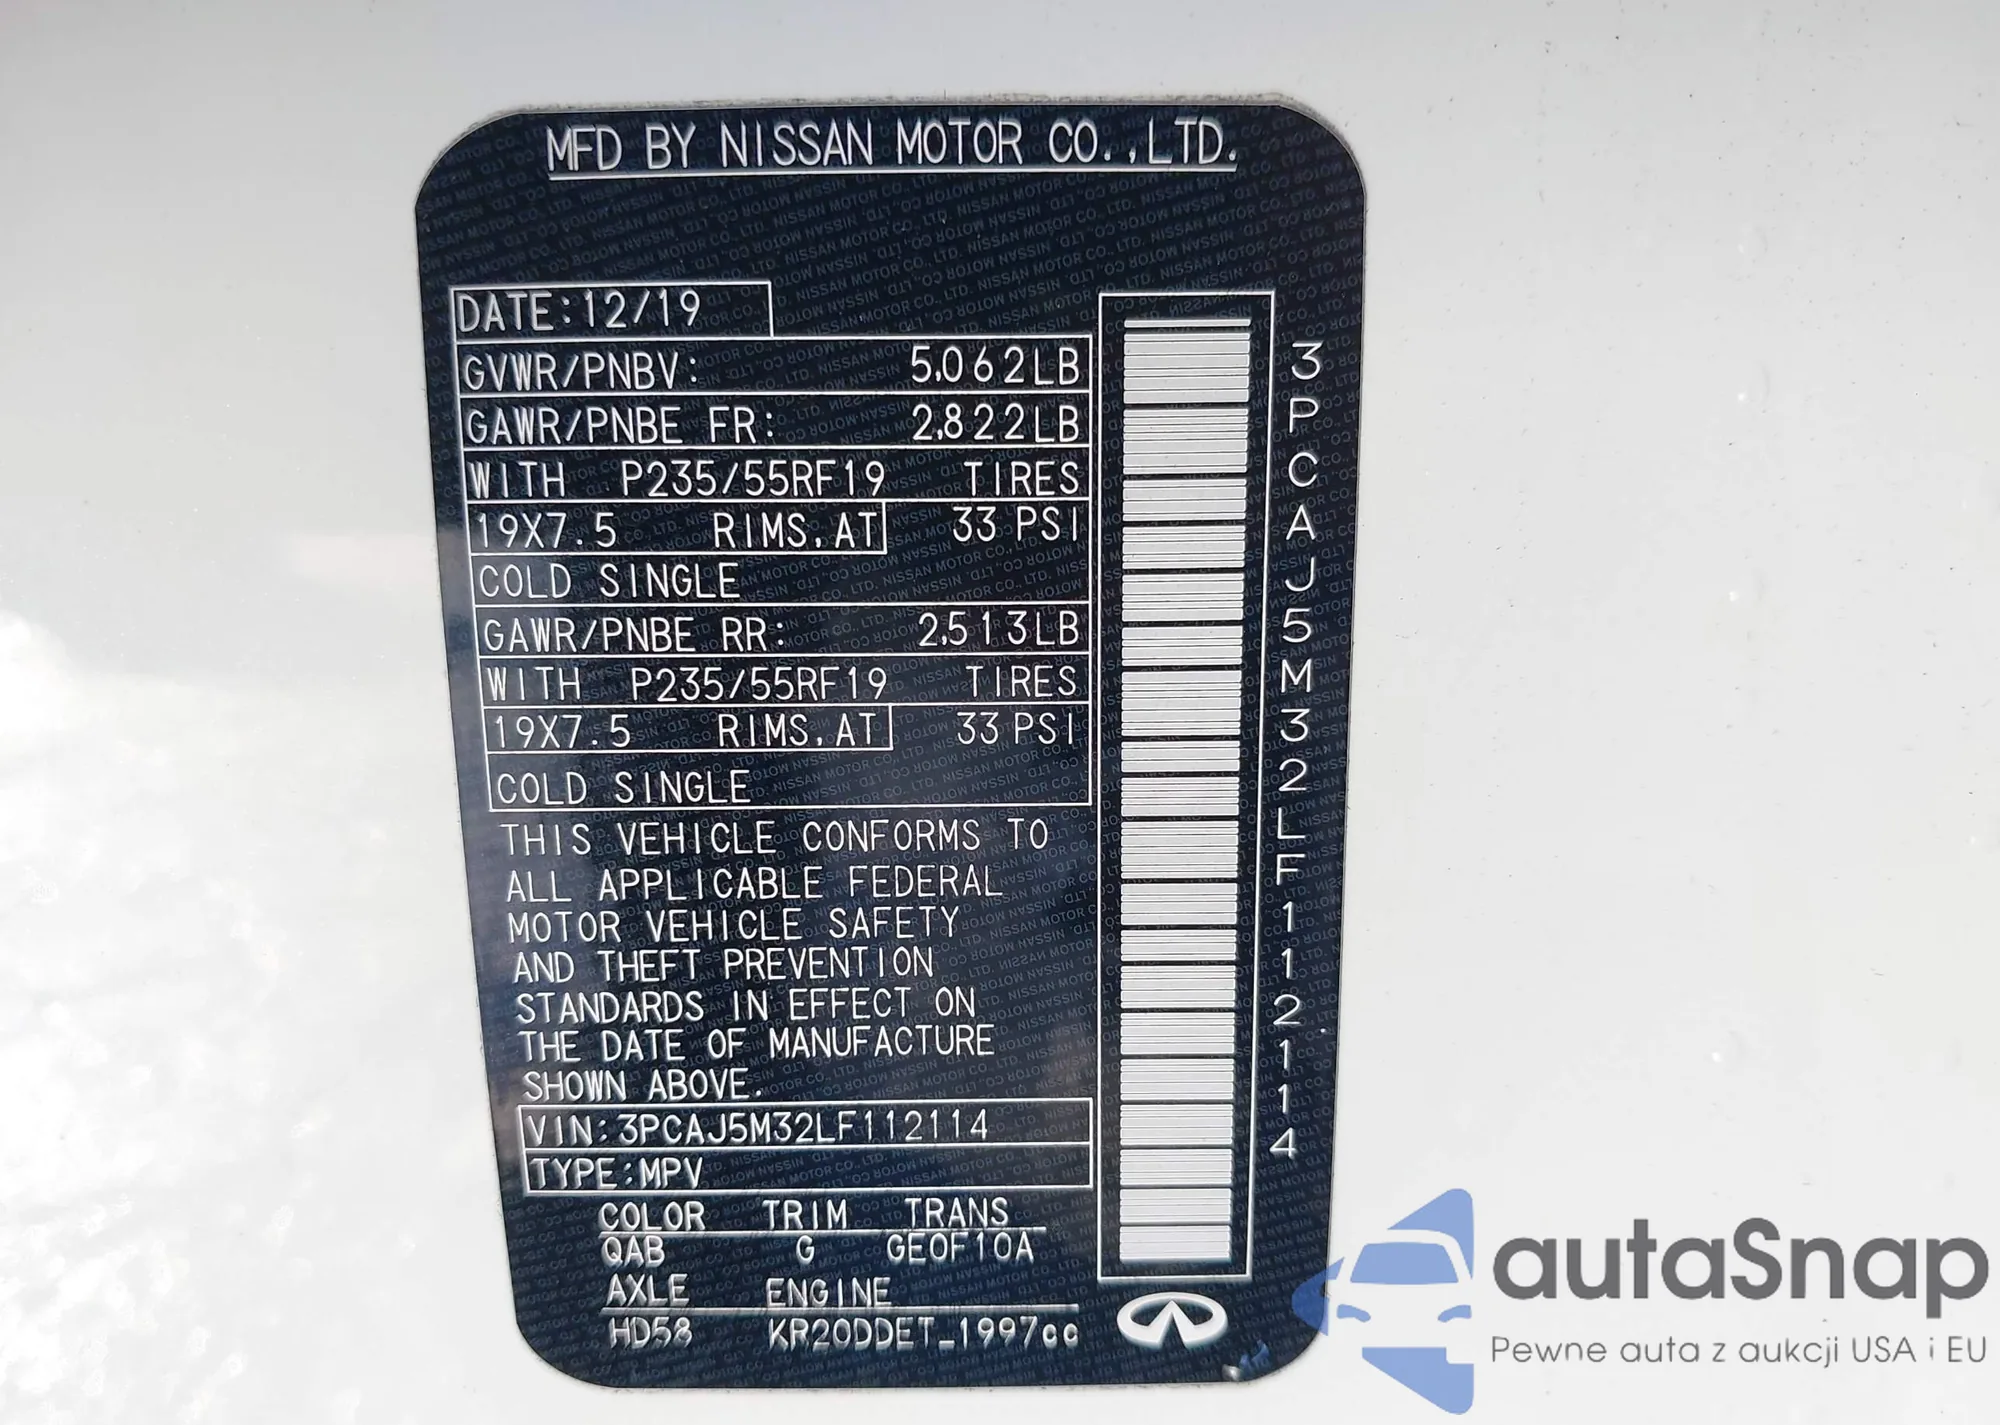 MFD BY NISSAN MOTOR CO.,LTD.
DATE:12/19
GVWR/PNBV: 5,062LB
GAWR/PNBE FR: 2,822LB
WITH P235/55RF19 TIRES
19X7.5 RIMS,AT 33 PSI
COLD SINGLE
GAWR/PNBE RR: 2,513LB
WITH P235/55RF19 TIRES
19X7.5 RIMS,AT 33 PSI
COLD SINGLE
THIS VEHICLE CONFORMS TO
ALL APPLICABLE FEDERAL
MOTOR VEHICLE SAFETY
AND THEFT PREVENTION
STANDARDS IN EFFECT ON
THE DATE OF MANUFACTURE
SHOWN ABOVE.
VIN:3PCAJ5M32LF112114
TYPE:MPV
COLOR TRIM TRANS
QAB G GE0F10A
AXLE ENGINE
HD58 KR20DDET_1997cc
3PCAJ5M32LF112114
autaSnap
Pewne auta z aukcji USA i EU